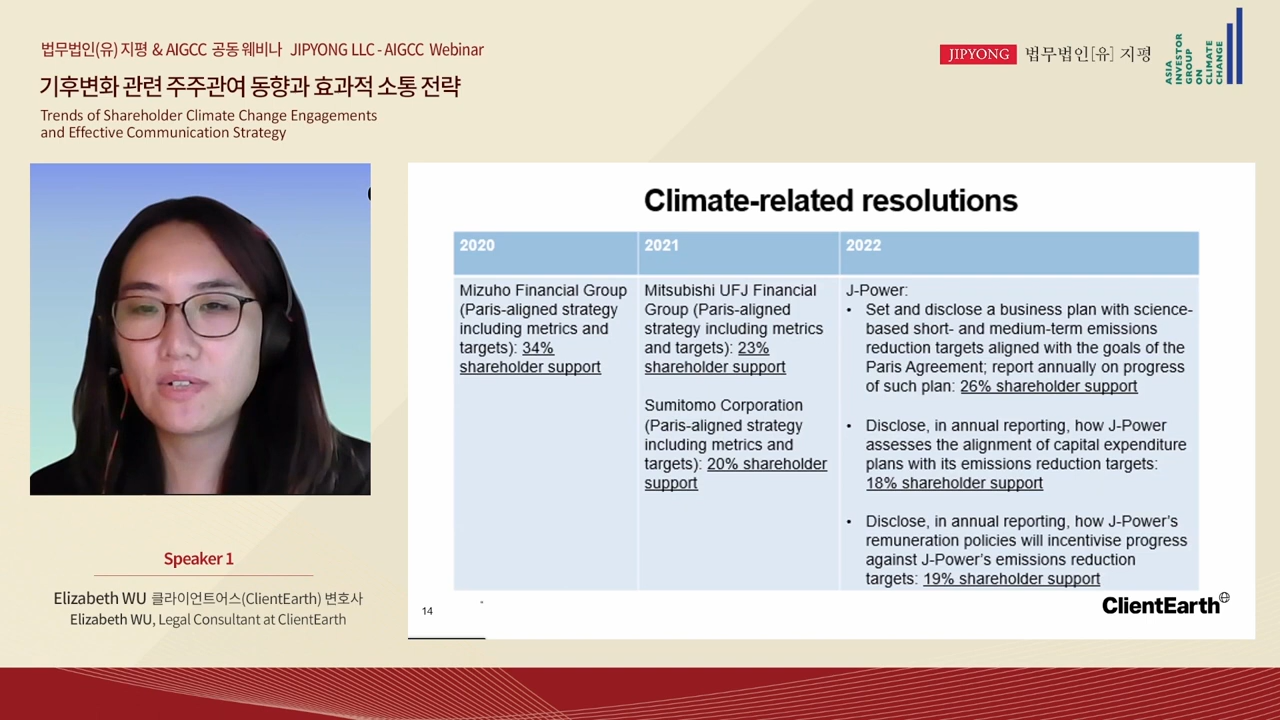 법무법인(유) 지평 & AIGCC 공동 웨비나 JIPYONG LLC - AIGCC Webinar
기후변화 관련 주주관여 동향과 효과적 소통 전략
Trends of Shareholder Climate Change Engagements
and Effective Communication Strategy
JIPYONG 법무법인[유] 지평
ASIA
INVESTOR
GROUP
ON
CLIMATE
CHANGE
Climate-related resolutions
2020
Mizuho Financial Group
(Paris-aligned strategy
including metrics and
targets): 34%
shareholder support
2021
Mitsubishi UFJ Financial
Group (Paris-aligned
strategy including metrics
and targets): 23%
shareholder support
Sumitomo Corporation
(Paris-aligned strategy
including metrics and
targets): 20% shareholder
support
2022
J-Power:
• Set and disclose a business plan with science-
based short- and medium-term emissions
reduction targets aligned with the goals of the
Paris Agreement; report annually on progress
of such plan: 26% shareholder support
• Disclose, in annual reporting, how J-Power
assesses the alignment of capital expenditure
plans with its emissions reduction targets:
18% shareholder support
• Disclose, in annual reporting, how J-Power's
remuneration policies will incentivise progress
against J-Power's emissions reduction
targets: 19% shareholder support
14
ClientEarth
Speaker 1
Elizabeth WU 클라이언트어스(ClientEarth) 변호사
Elizabeth WU, Legal Consultant at ClientEarth